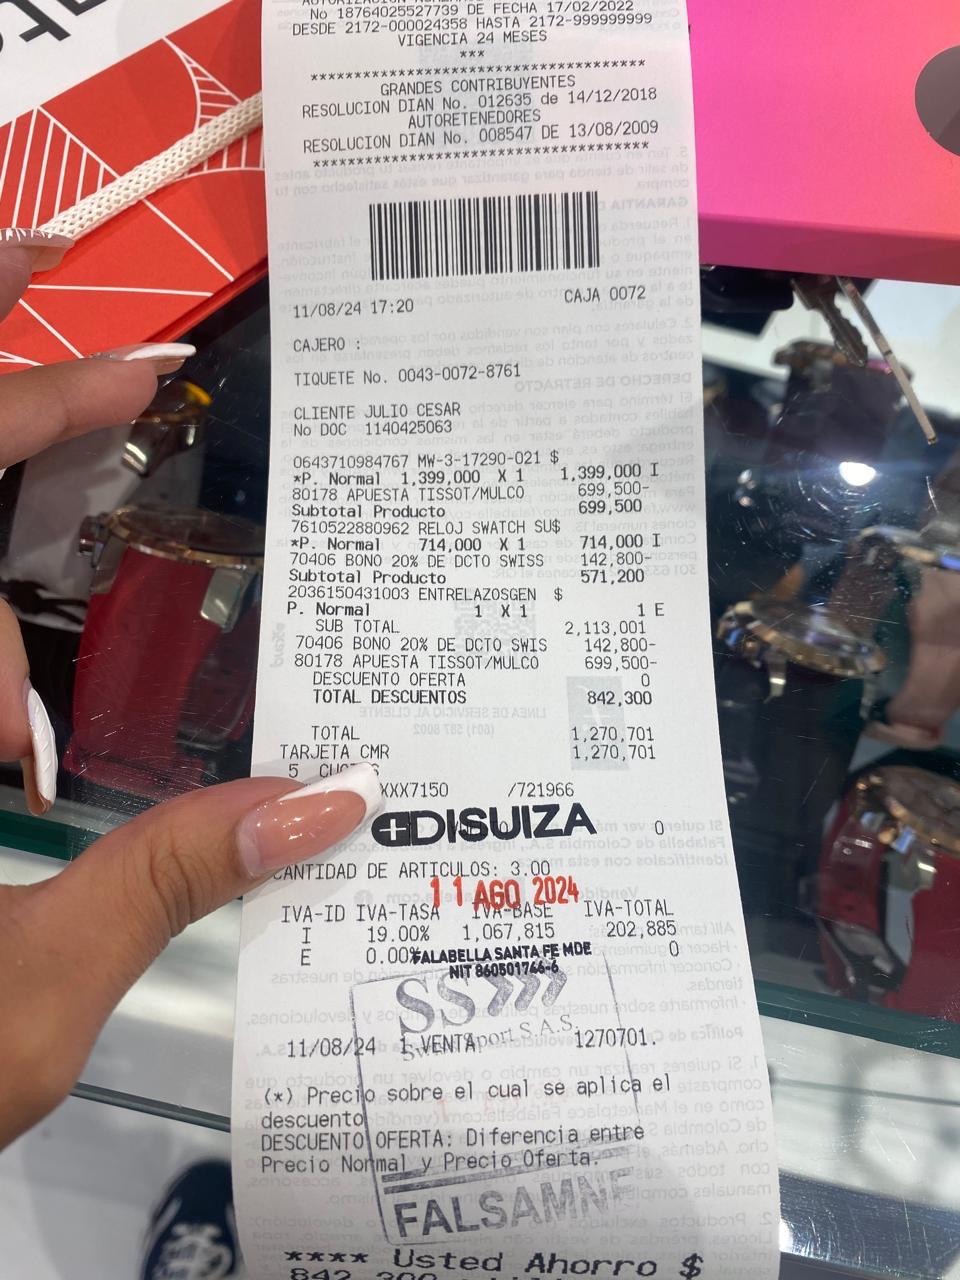 No 18764025527739 DE FECHA 17/02/2022
DESDE 2172-000024358 HASTA 2172-999999999
VIGENCIA 24 MESES
***
************************************
GRANDES CONTRIBUYENTES
RESOLUCION DIAN No. 012635 de 14/12/2018
AUTORETENEDORES
RESOLUCION DIAN No. 008547 DE 13/08/2009
************************************
11/08/24 17:20 CAJA 0072
CAJERO :
TIQUETE No. 0043-0072-8761
CLIENTE JULIO CESAR
No DOC 1140425063
0643710984767 MW-3-17290-021 $
*P. Normal 1,399,000 X 1 1,399,000 I
80178 APUESTA TISSOT/MULCO 699,500-
Subtotal Producto 699,500
7610522880962 RELOJ SWATCH SU$
*P. Normal 714,000 X 1 714,000 I
70406 BONO 20% DE DCTO SWISS 142,800-
Subtotal Producto 571,200
2036150431003 ENTRELAZOSGEN $
P. Normal 1 X 1 1 E
SUB TOTAL 2,113,001
70406 BONO 20% DE DCTO SWIS 142,800-
80178 APUESTA TISSOT/MULCO 699,500-
DESCUENTO OFERTA 0
TOTAL DESCUENTOS 842,300
TOTAL 1,270,701
TARJETA CMR 1,270,701
5
XXX7150 /721966
DISUIZA 0
CANTIDAD DE ARTICULOS: 3.00
11 AGO 2024
IVA-ID IVA-TASA IVA-BASE IVA-TOTAL
I 19.00% 1,067,815 202,885
E 0.00% 0
FALABELLA SANTA FE MDE
NIT 860501766-6
SS
11/08/24 1 VENTA 1270701.
(*) Precio sobre el cual se aplica el
descuento
DESCUENTO OFERTA: Diferencia entre
Precio Normal y Precio Oferta.
FALSAMNF
**** Usted Ahorro $
842,300